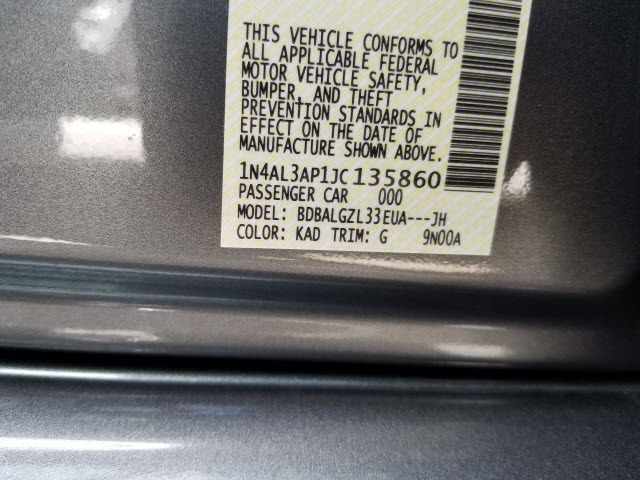 THIS VEHICLE CONFORMS TO
ALL APPLICABLE FEDERAL
MOTOR VEHICLE SAFETY,
BUMPER, AND THEFT
PREVENTION STANDARDS IN
EFFECT ON THE DATE OF
MANUFACTURE SHOWN ABOVE.
1N4AL3AP1JC135860
PASSENGER CAR 000
MODEL: BDBALGZL33EUA---JH
COLOR: KAD TRIM: G 9N00A